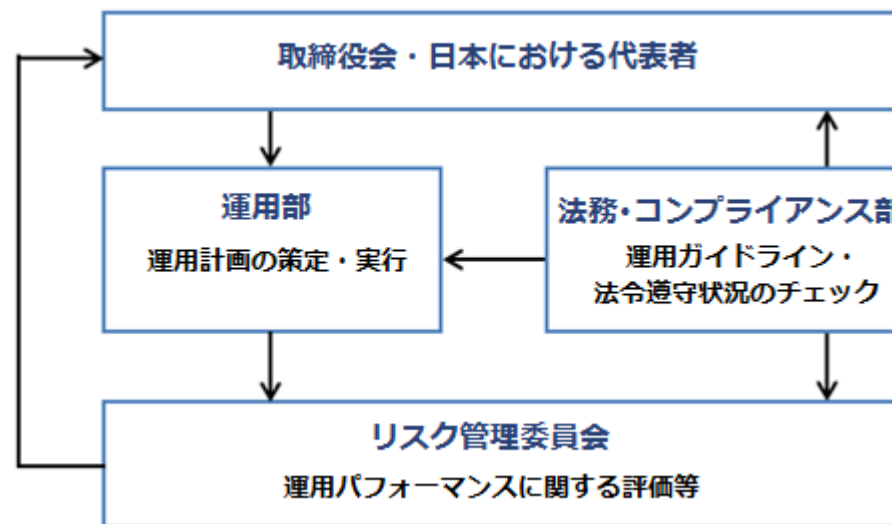 取締役会・日本における代表者
運用部
運用計画の策定・実行
法務・コンプライアンス部
運用ガイドライン・
法令遵守状況のチェック
リスク管理委員会
運用パフォーマンスに関する評価等